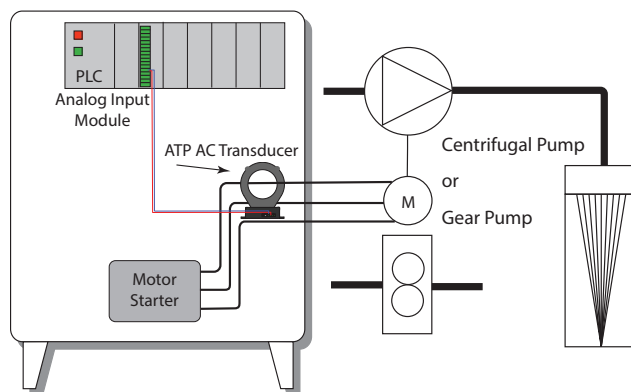 PLC
Analog Input
Module
ATP AC Transducer
Motor
Starter
M
Centrifugal Pump
or
Gear Pump